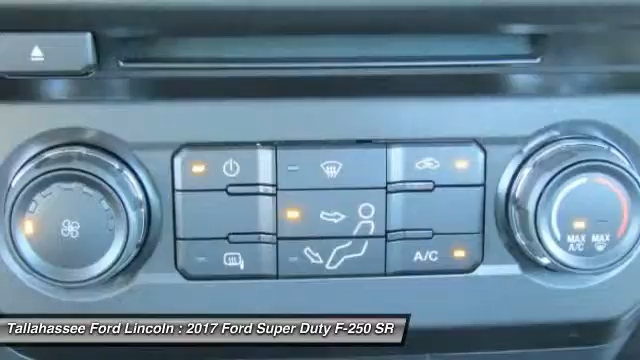 A/C
MAX MAX
A/C
Tallahassee Ford Lincoln : 2017 Ford Super Duty F-250 SR